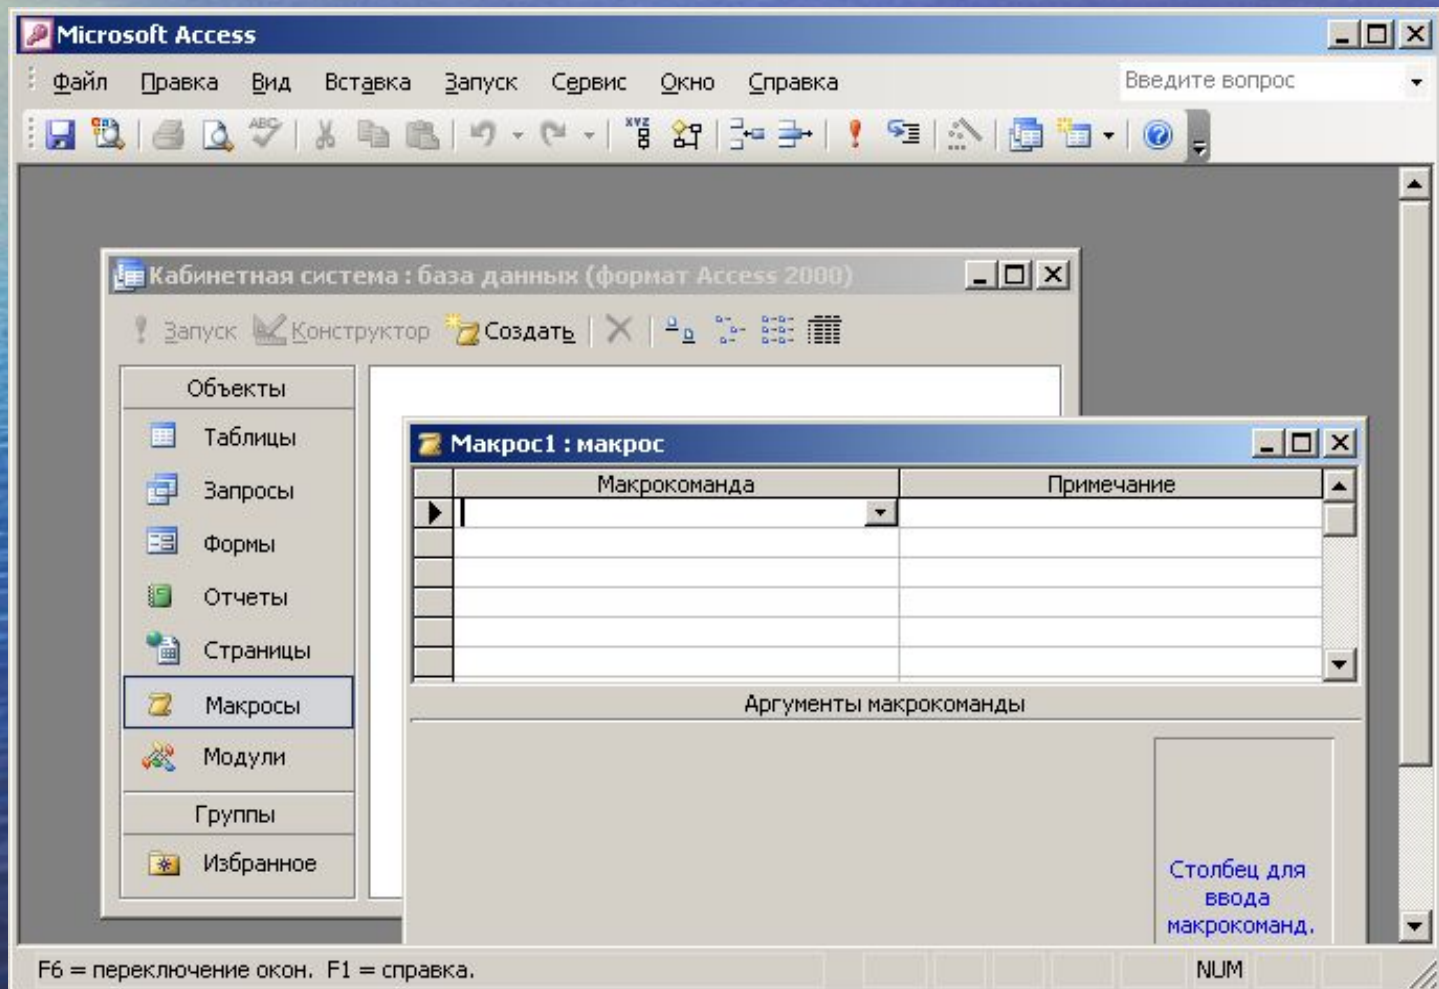 Microsoft Access
Файл Правка Вид Вставка Запуск Сервис Окно Справка Введите вопрос
ABC XYZ
Кабинетная система : база данных (формат Access 2000)
Запуск Конструктор Создать
Объекты
Таблицы
Запросы
Формы
Отчеты
Страницы
Макросы
Модули
Группы
Избранное
Макрос1 : макрос
Макрокоманда Примечание
Аргументы макрокоманды
Столбец для
ввода
макрокоманд.
F6 = переключение окон. F1 = справка. NUM